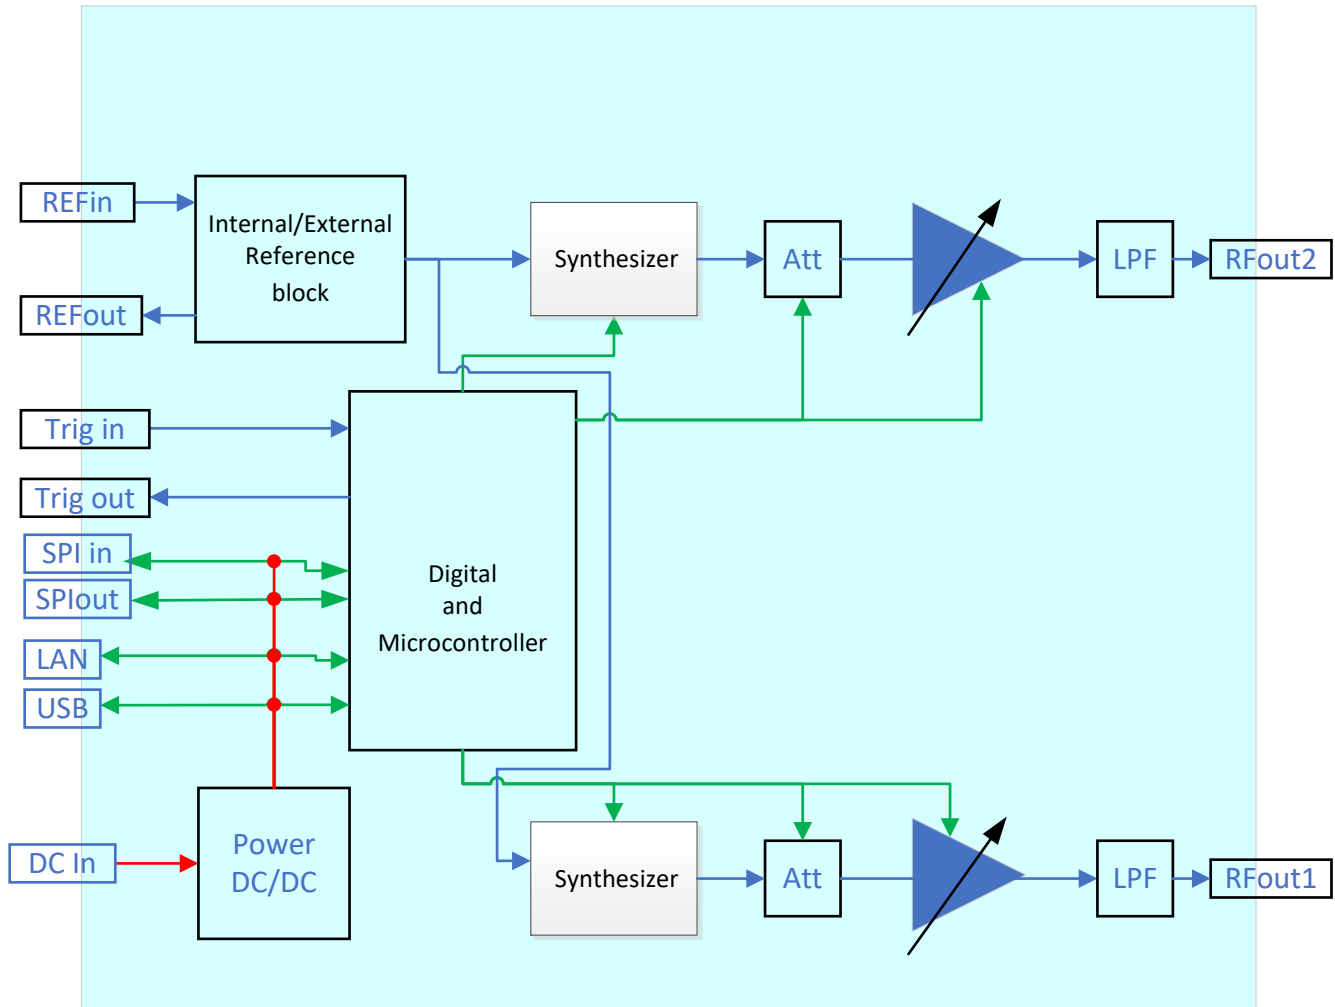 REFin
Internal/External
Reference
block
REFout
Synthesizer
Att
LPF
RFout2
Trig in
Trig out
SPI in
SPIout
LAN
USB
Digital
and
Microcontroller
DC In
Power
DC/DC
Synthesizer
Att
LPF
RFout1